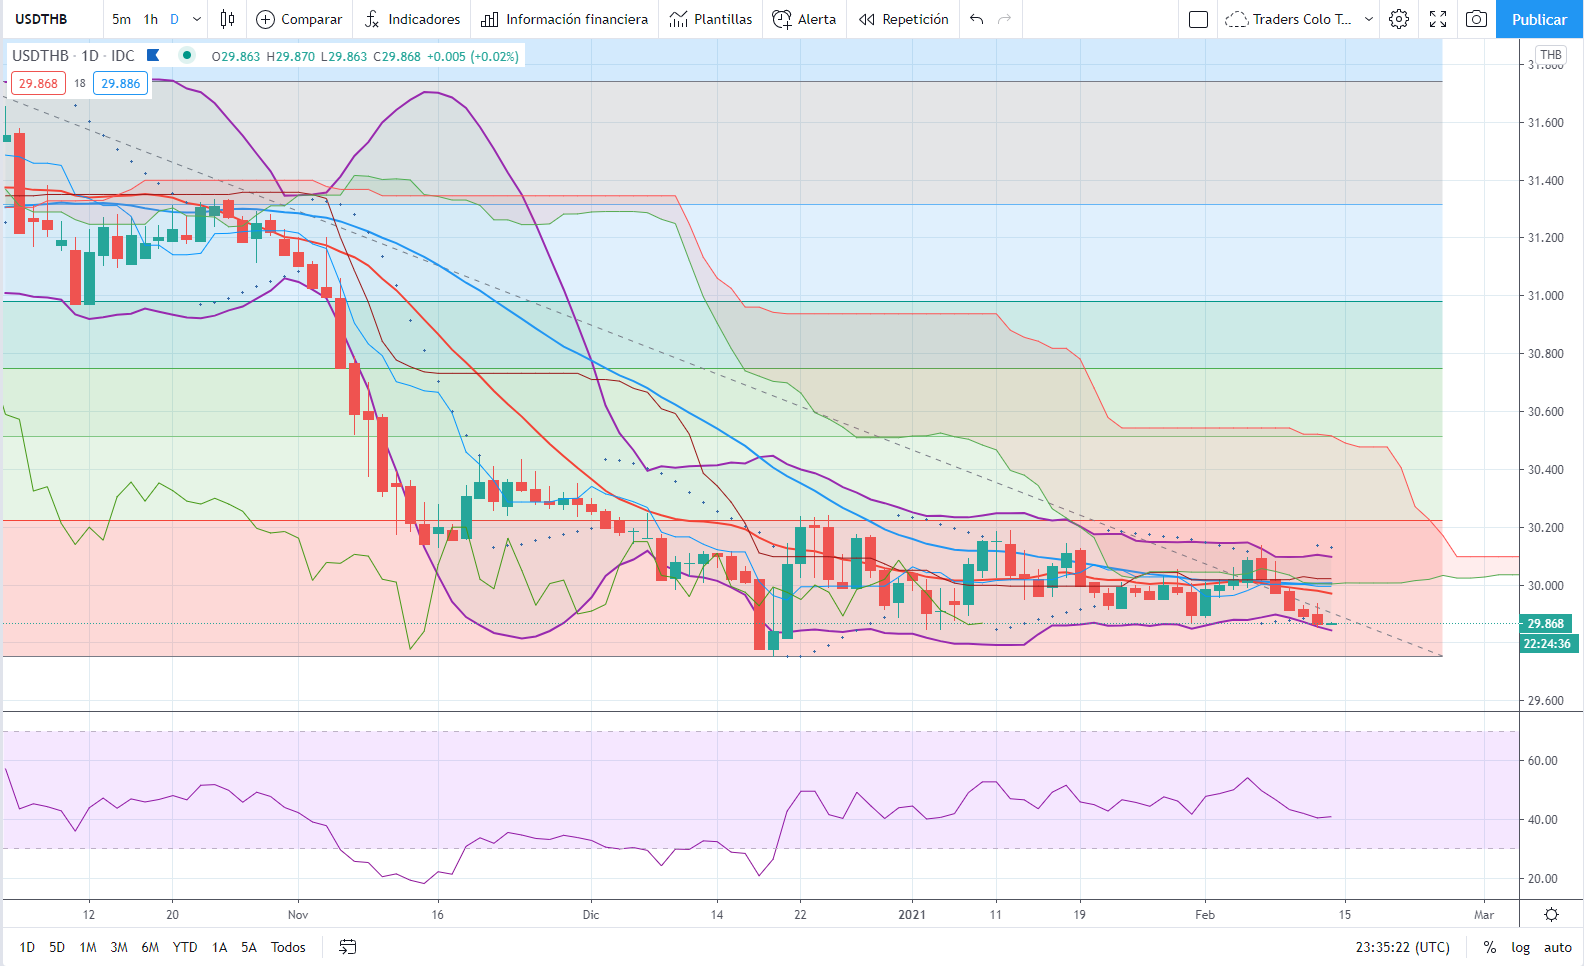 USDTHB 5m 1h D Comparar Indicadores Información financiera Plantillas Alerta Repetición Traders Colo T... Publicar
USDTHB · 1D · IDC O29.863 H29.870 L29.863 C29.868 +0.005 (+0.02%)
29.868 18 29.886
THB
31.800
31.600
31.400
31.200
31.000
30.800
30.600
30.400
30.200
30.000
29.868
22:24:36
29.600
60.00
40.00
20.00
12 20 Nov 16 Dic 14 22 2021 11 19 Feb 15 Mar
1D 5D 1M 3M 6M YTD 1A 5A Todos 23:35:22 (UTC) % log auto